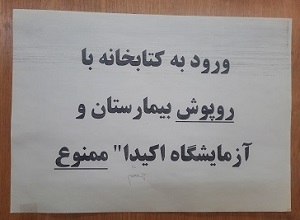 ورود به کتابخانه با
روپوش بیمارستان و
آزمایشگاه اکیدا" ممنوع